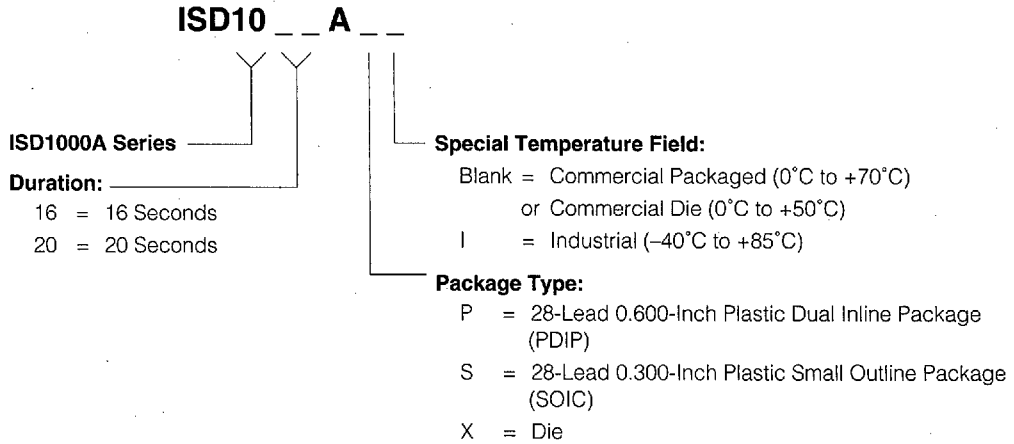 ISD10 _ _ A _ _
ISD1000A Series
Duration:
16 = 16 Seconds
20 = 20 Seconds
Special Temperature Field:
Blank = Commercial Packaged (0°C to +70°C)
or Commercial Die (0°C to +50°C)
I = Industrial (–40°C to +85°C)
Package Type:
P = 28-Lead 0.600-Inch Plastic Dual Inline Package
(PDIP)
S = 28-Lead 0.300-Inch Plastic Small Outline Package
(SOIC)
X = Die